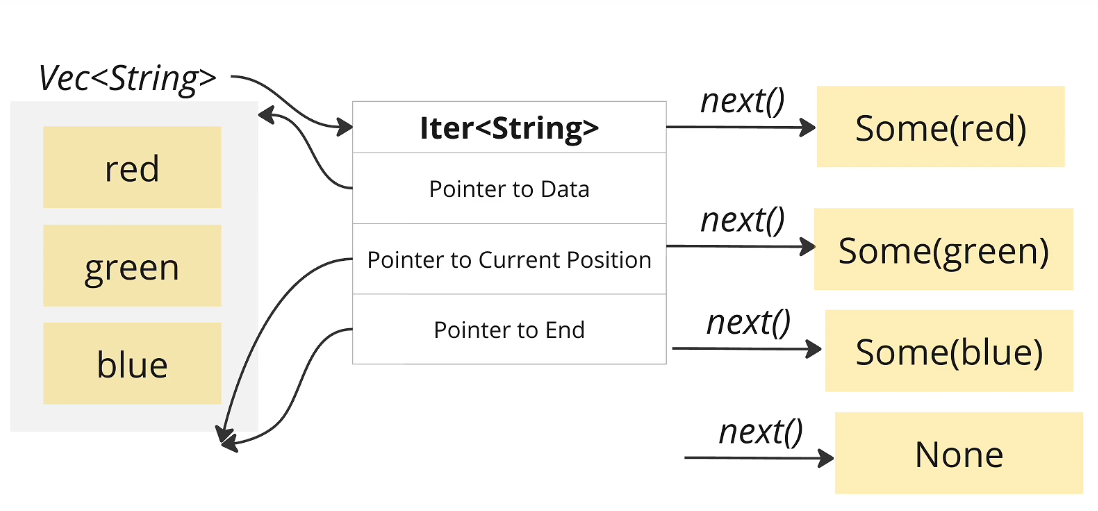 Vec<String>
red
green
blue
Iter<String>
Pointer to Data
Pointer to Current Position
Pointer to End
next()
Some(red)
next()
Some(green)
next()
Some(blue)
next()
None